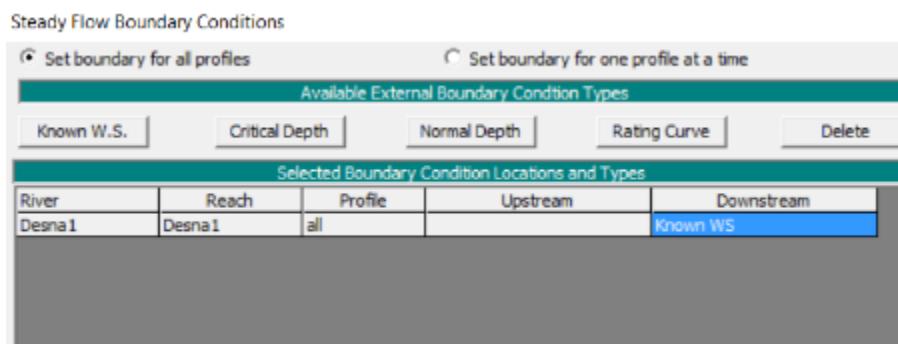 Steady Flow Boundary Conditions
Set boundary for all profiles Set boundary for one profile at a time
Available External Boundary Condtion Types
Known W.S. Critical Depth Normal Depth Rating Curve Delete
Selected Boundary Condition Locations and Types
River Reach Profile Upstream Downstream
Desna1 Desna1 all Known WS